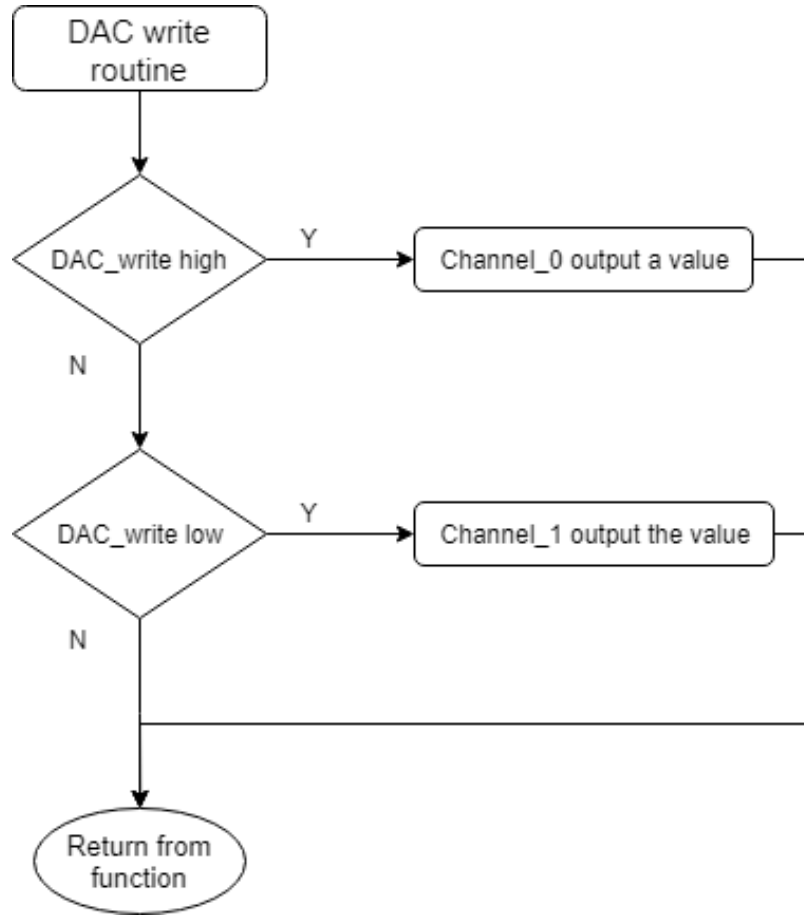 DAC write
routine
DAC_write high
Y
Channel_0 output a value
N
DAC_write low
Y
Channel_1 output the value
N
Return from
function